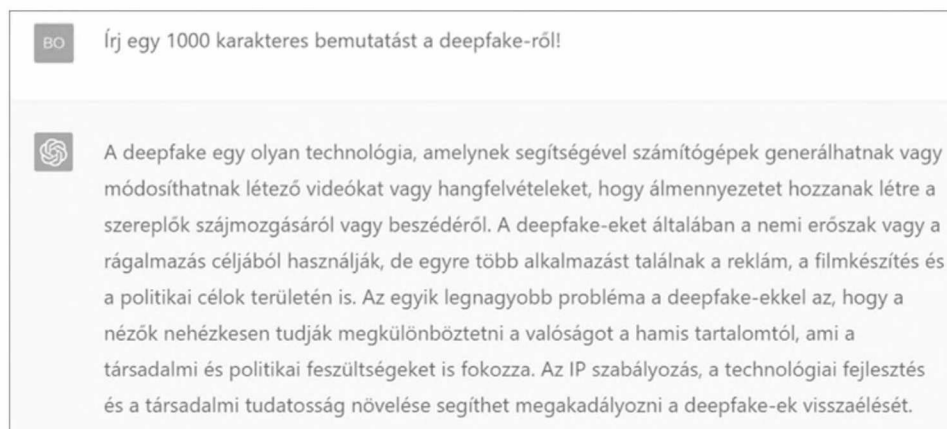 BO
Írj egy 1000 karakteres bemutatást a deepfake-ről!
A deepfake egy olyan technológia, amelynek segítségével számítógépek generálhatnak vagy
módosíthatnak létező videókat vagy hangfelvételeket, hogy álmennyezetet hozzanak létre a
szereplők szájmozgásáról vagy beszédéről. A deepfake-eket általában a nemi erőszak vagy a
rágalmazás céljából használják, de egyre több alkalmazást találnak a reklám, a filmkészítés és
a politikai célok területén is. Az egyik legnagyobb probléma a deepfake-ekkel az, hogy a
nézők nehézkesen tudják megkülönböztetni a valóságot a hamis tartalomtól, ami a
társadalmi és politikai feszültségeket is fokozza. Az IP szabályozás, a technológiai fejlesztés
és a társadalmi tudatosság növelése segíthet megakadályozni a deepfake-ek visszaélését.